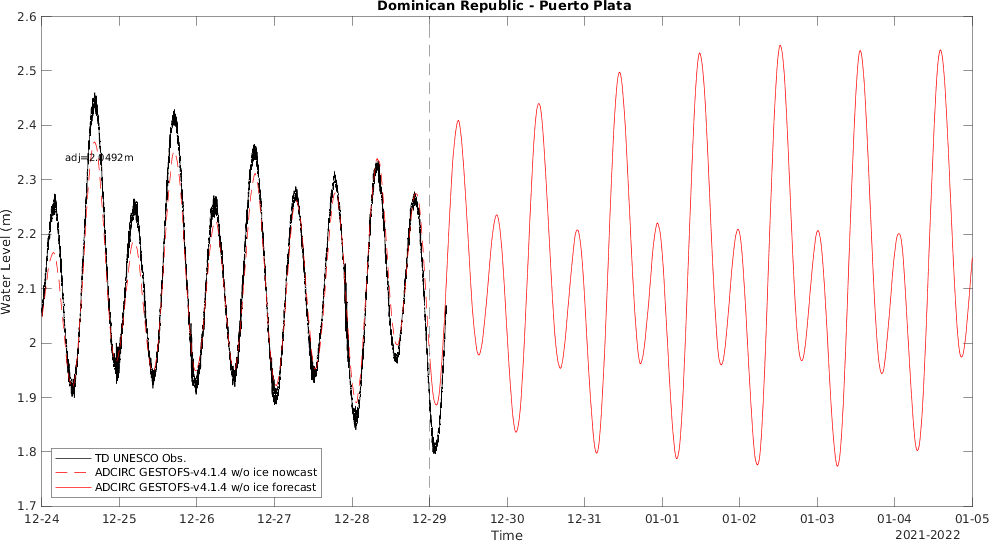 Dominican Republic - Puerto Plata
2.6
2.5
2.4
2.3
2.2
2.1
2
1.9
1.8
1.7
Water Level (m)
adj=2.0492m
TD UNESCO Obs.
ADCIRC GESTOFS-v4.1.4 w/o ice nowcast
ADCIRC GESTOFS-v4.1.4 w/o ice forecast
12-24 12-25 12-26 12-27 12-28 12-29 12-30 12-31 01-01 01-02 01-03 01-04 01-05
Time
2021-2022